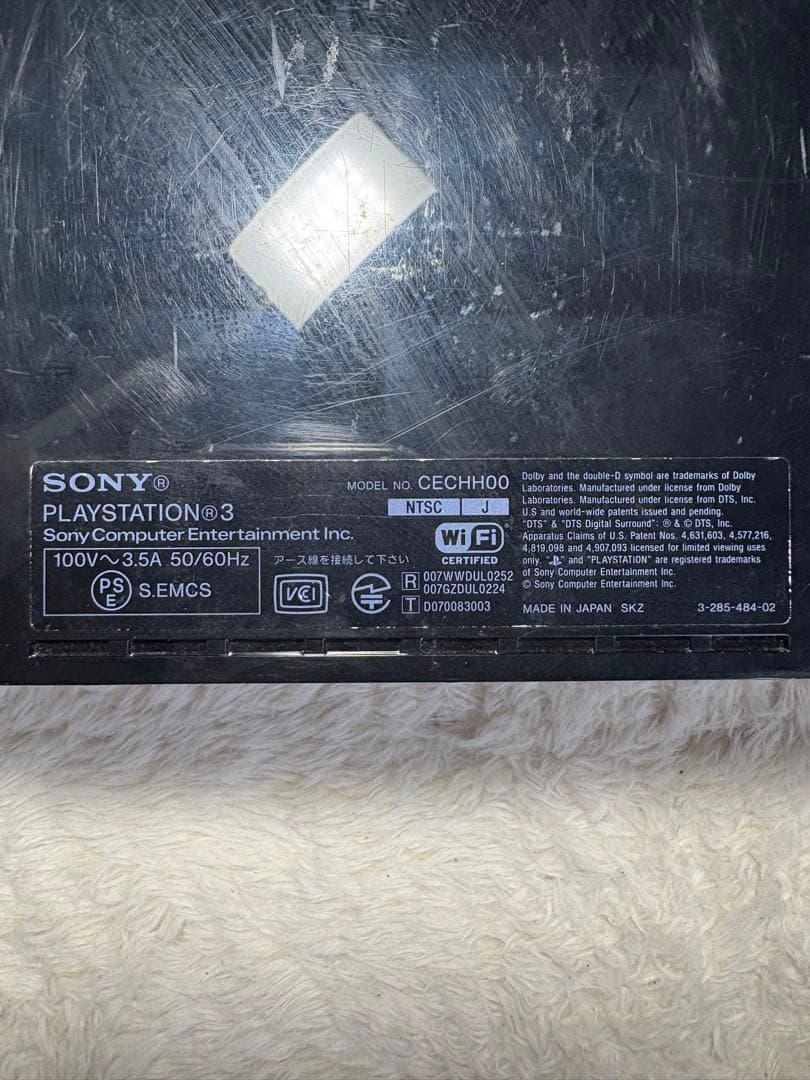 SONY®
PLAYSTATION®3
Sony Computer Entertainment Inc.
100V～3.5A 50/60Hz
PS
E
S.EMCS
MODEL NO. CECHH00
NTSC J
Wi Fi
CERTIFIED
アース線を接続して下さい
VCI
R 007WWDUL0252
007GZDUL0224
T D070083003
Dolby and the double-D symbol are trademarks of Dolby
Laboratories. Manufactured under license from Dolby
Laboratories. Manufactured under license from DTS, Inc.
U.S and world-wide patents issued and pending.
"DTS" & "DTS Digital Surround": ® & © DTS, Inc.
Apparatus Claims of U.S. Patent Nos. 4,631,603, 4,577,216,
4,819,098 and 4,907,093 licensed for limited viewing uses
only. " " and "PLAYSTATION" are registered trademarks
of Sony Computer Entertainment Inc.
© Sony Computer Entertainment Inc.
MADE IN JAPAN SKZ 3-285-484-02